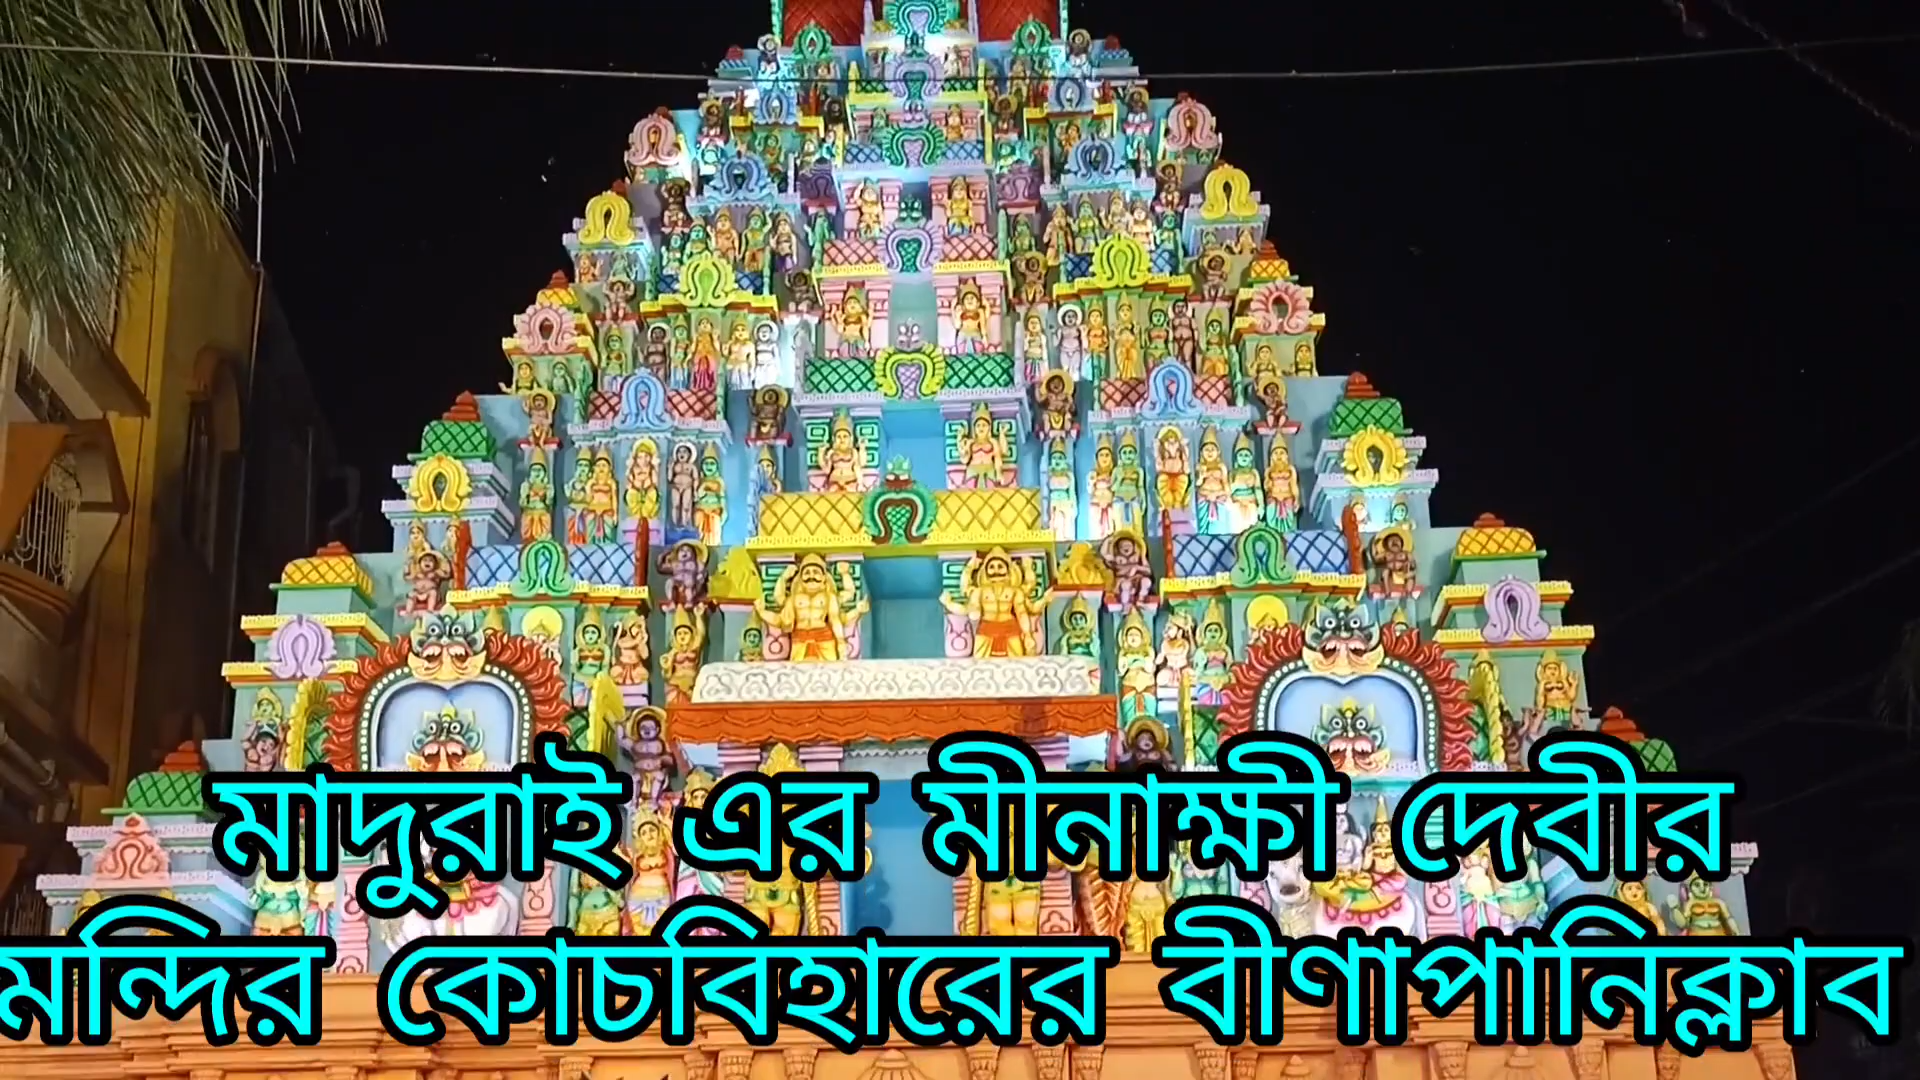 মাদুরাই এর মীনাক্ষী দেবীর
মন্দির কোচবিহারের বীণাপানিক্লাব